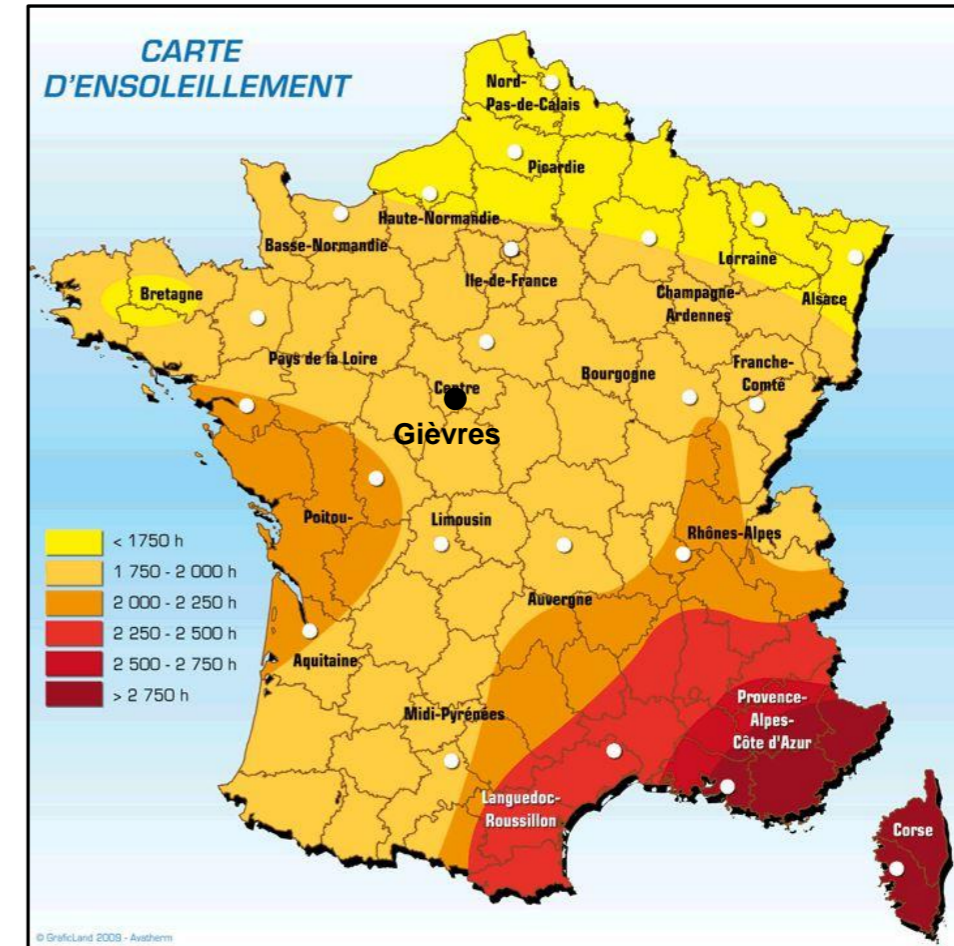 CARTE
D'ENSOLEILLEMENT
Nord-
Pas-de-Calais
Picardie
Haute-Normandie
Basse-Normandie
Lorraine
Ile-de-France
Alsace
Champagne-
Ardennes
Bretagne
Pays de la Loire
Bourgogne
Franche-
Comté
Centre
Gièvres
Poitou-
Limousin
Rhônes-Alpes
Auvergne
Aquitaine
Midi-Pyrénées
Provence-
Alpes-
Côte d'Azur
Languedoc-
Roussillon
Corse
< 1750 h
1 750 - 2 000 h
2 000 - 2 250 h
2 250 - 2 500 h
2 500 - 2 750 h
> 2 750 h
© GraficLand 2009 - Avatherm